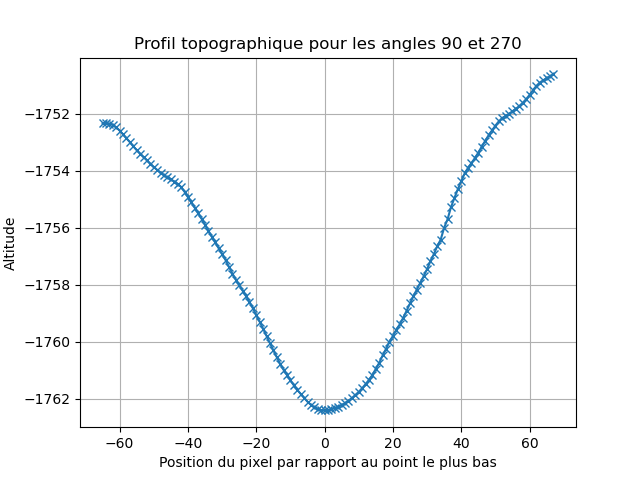 Profil topographique pour les angles 90 et 270
Altitude
−1752
−1754
−1756
−1758
−1760
−1762
−60 −40 −20 0 20 40 60
Position du pixel par rapport au point le plus bas